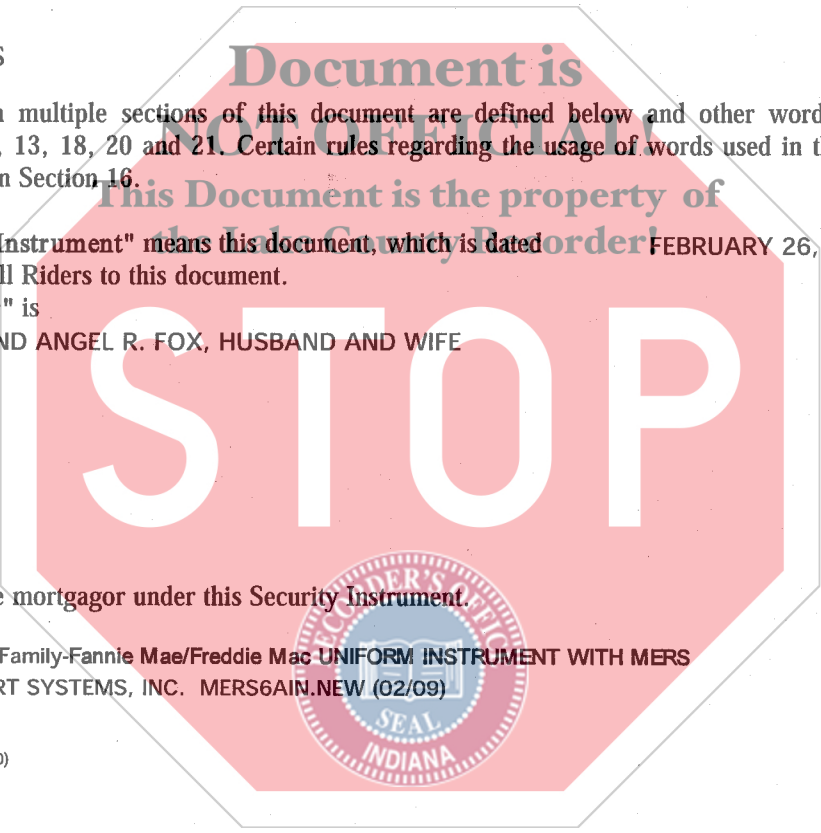 S
Document is
multiple sections of this document are defined below and other word
NOT OFFICIAL!
, 13, 18, 20 and 21. Certain rules regarding the usage of words used in t
n Section 16.
This Document is the property of
Instrument" means this document, which is dated FEBRUARY 26,
the Lake County Recorder!
ll Riders to this document.
" is
ND ANGEL R. FOX, HUSBAND AND WIFE
STOP
e mortgagor under this Security Instrument.
Family-Fannie Mae/Freddie Mac UNIFORM INSTRUMENT WITH MERS
RT SYSTEMS, INC. MERS6AIN.NEW (02/09)
RECORDER'S OFFICE
SEAL
INDIANA
0)